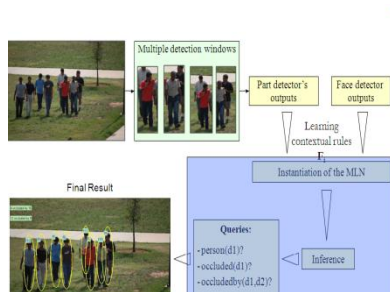 Multiple detection windows
Part detector's
outputs
Face detector
outputs
Learning
contextual rules
F_i
Instantiation of the MLN
Final Result
Queries:
-person(d1)?
-occluded(d1)?
-occludedby(d1,d2)?
Inference